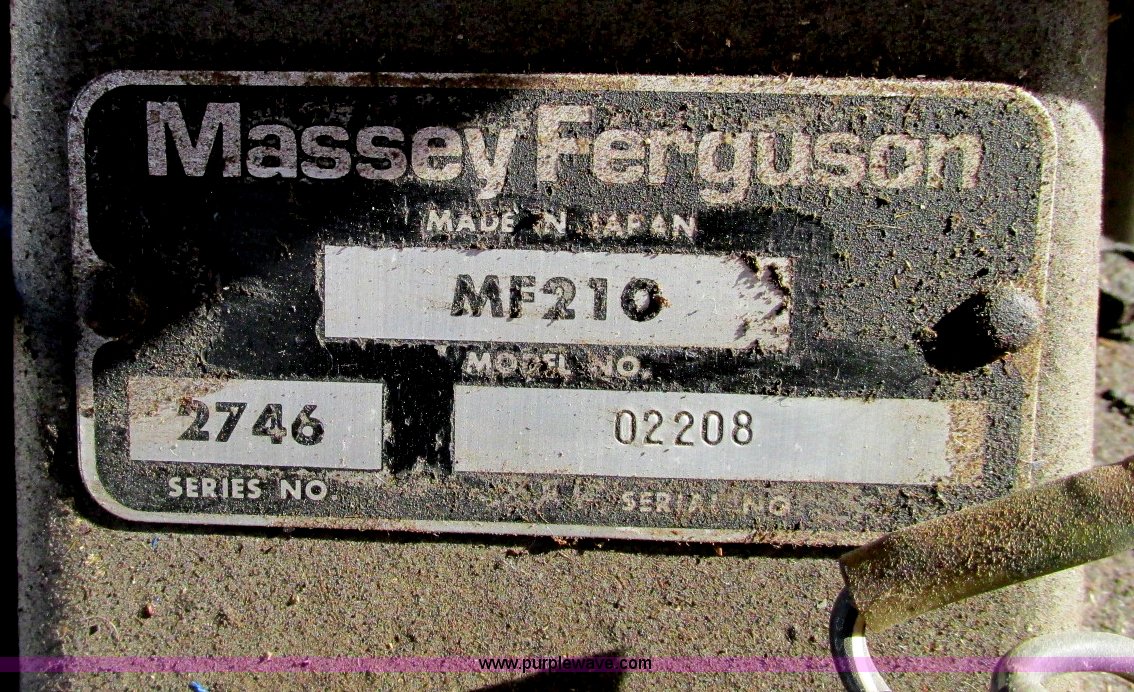 Massey Ferguson
MADE IN JAPAN
MF210
MODEL NO.
2746
02208
SERIES NO.
SERIAL NO.
www.purplewave.com